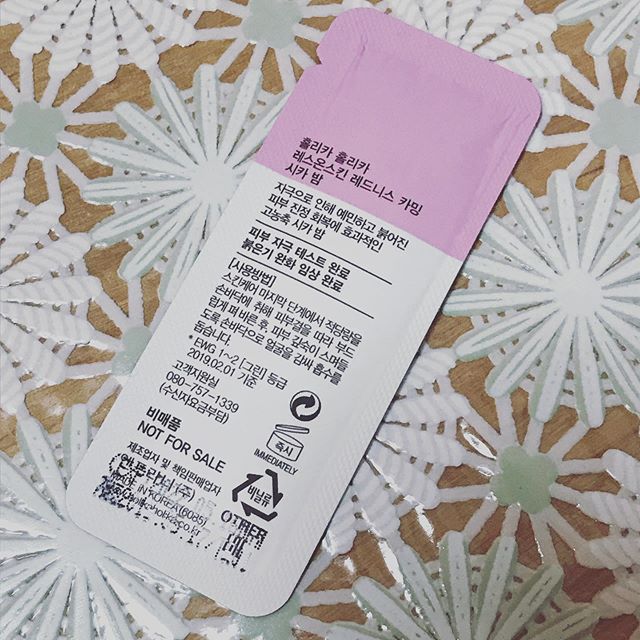 홀리카 홀리카
레스온스킨 레드니스 카밍
시카 밤
자극으로 인해 예민하고 붉어진
피부 진정 회복에 효과적인
고농축 시카 밤
피부 자극 테스트 완료
붉은기 완화 임상 완료
[사용방법]
스킨케어 마지막 단계에서 적당량을
손바닥에 취해 피부결을 따라 부드
럽게 펴 바른 후, 피부 깊숙이 스며들
도록 손바닥으로 얼굴을 감싸 흡수를
돕습니다.
*EWG 1~2 [그린] 등급
2019.02.01 기준
고객지원실
080-767-1339
(수신자요금부담)
비매품
NOT FOR SALE
제조업자 및 책임판매업자
엔프라니(주)
즉시
IMMEDIATELY
비닐류